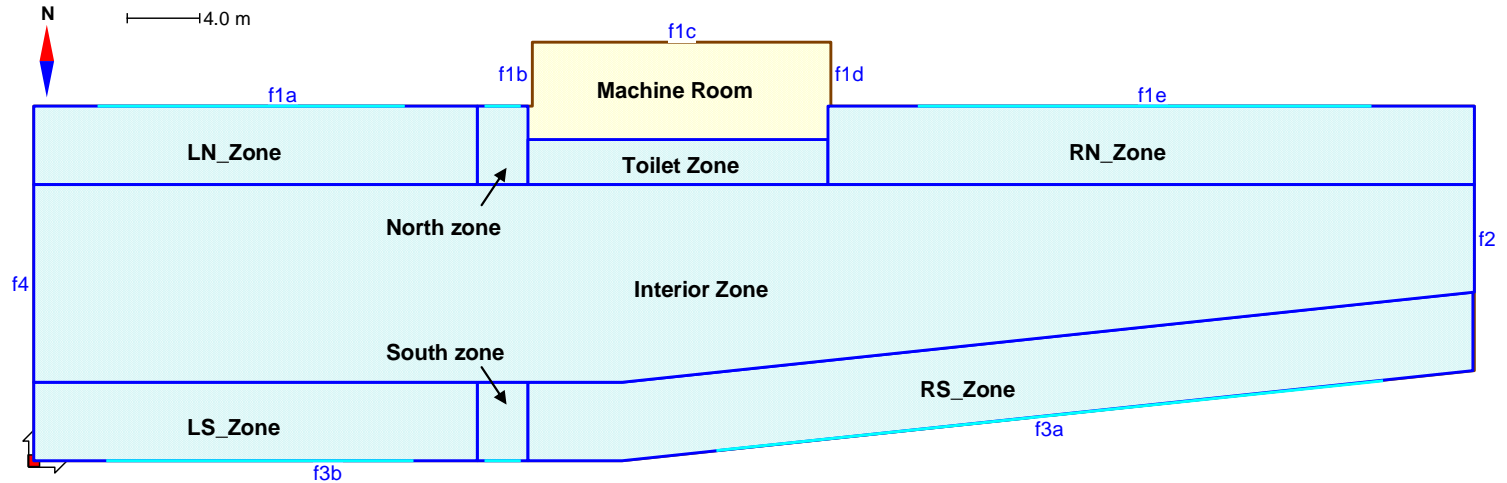 N
4.0 m
f1c
f1b
f1d
Machine Room
f1a
f1e
LN_Zone
Toilet Zone
RN_Zone
North zone
f2
f4
Interior Zone
South zone
RS_Zone
LS_Zone
f3a
f3b